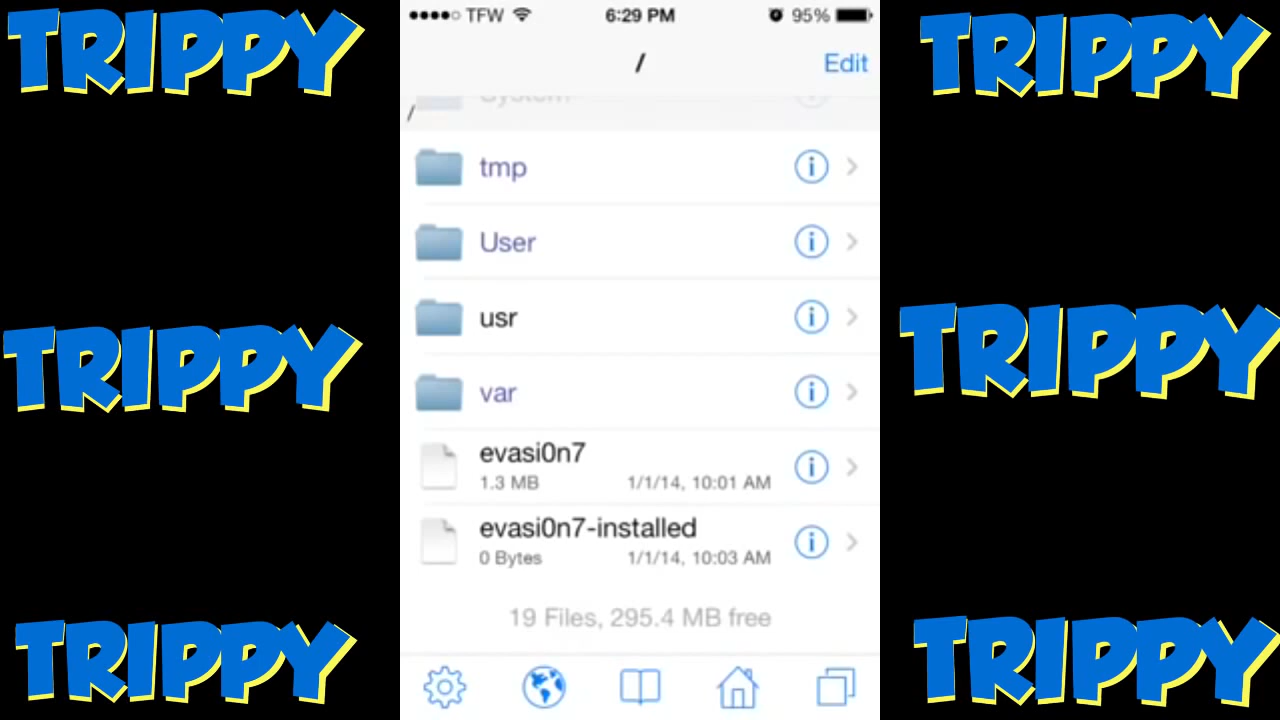 TRIPPY
TFW 6:29 PM 95%
TRIPPY
/ Edit
System
/
tmp
User
usr
TRIPPY
TRIPPY
var
evasi0n7
1.3 MB 1/1/14, 10:01 AM
evasi0n7-installed
0 Bytes 1/1/14, 10:03 AM
19 Files, 295.4 MB free
TRIPPY
TRIPPY